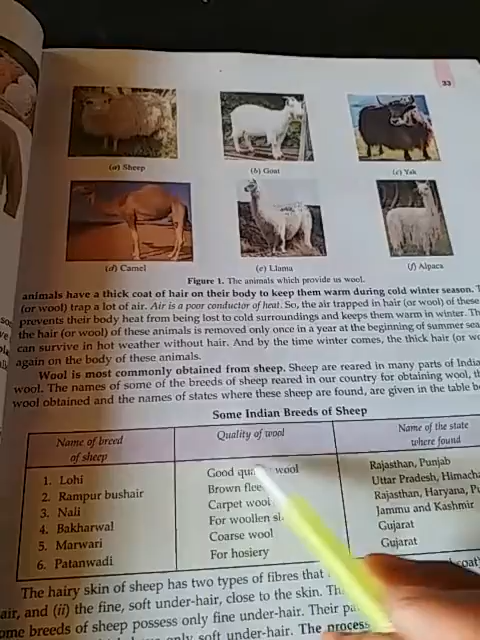 33
(a) Sheep
(b) Goat
(c) Yak
(d) Camel
(e) Llama
(f) Alpaca
Figure 1. The animals which provide us wool.
animals have a thick coat of hair on their body to keep them warm during cold winter season.
(or wool) trap a lot of air. Air is a poor conductor of heat. So, the air trapped in hair (or wool) of these
prevents their body heat from being lost to cold surroundings and keeps them warm in winter.
the hair (or wool) of these animals is removed only once in a year at the beginning of summer
can survive in hot weather without hair. And by the time winter comes, the thick hair (or
again on the body of these animals.
Wool is most commonly obtained from sheep. Sheep are reared in many parts of
wool. The names of some of the breeds of sheep reared in our country for obtaining wool,
wool obtained and the names of states where these sheep are found, are given in the table
Some Indian Breeds of Sheep
Name of breed of sheep Quality of wool Name of the state where found
1. Lohi Good wool Rajasthan, Punjab
2. Rampur bushair Brown Uttar Pradesh,
3. Nali Carpet wool Rajasthan, Haryana,
4. Bakharwal For woollen Jammu and Kashmir
5. Marwari Coarse wool Gujarat
6. Patanwadi For hosiery Gujarat
The hairy skin of sheep has two types of fibres that
and (ii) the fine, soft under-hair, close to the skin.
breeds of sheep possess only fine under-hair. Their
only soft under-hair. The process